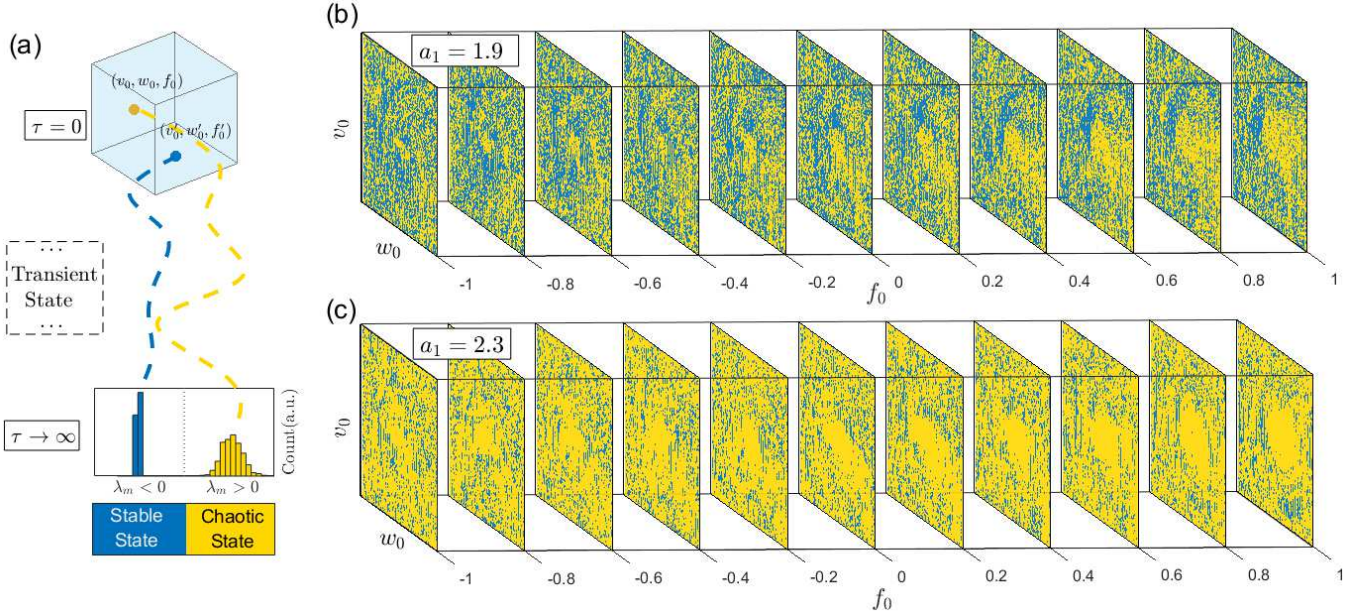 (a)
(v₀, w₀, f₀)
τ = 0
(v₀, w₀′, f₀′)
...
Transient
State
...
τ → ∞
Count(a.u.)
λₘ < 0
λₘ > 0
Stable
State
Chaotic
State
(b)
a₁ = 1.9
v₀
w₀
-1
-0.8
-0.6
-0.4
-0.2
0
0.2
0.4
0.6
0.8
1
f₀
(c)
a₁ = 2.3
v₀
w₀
-1
-0.8
-0.6
-0.4
-0.2
0
0.2
0.4
0.6
0.8
1
f₀